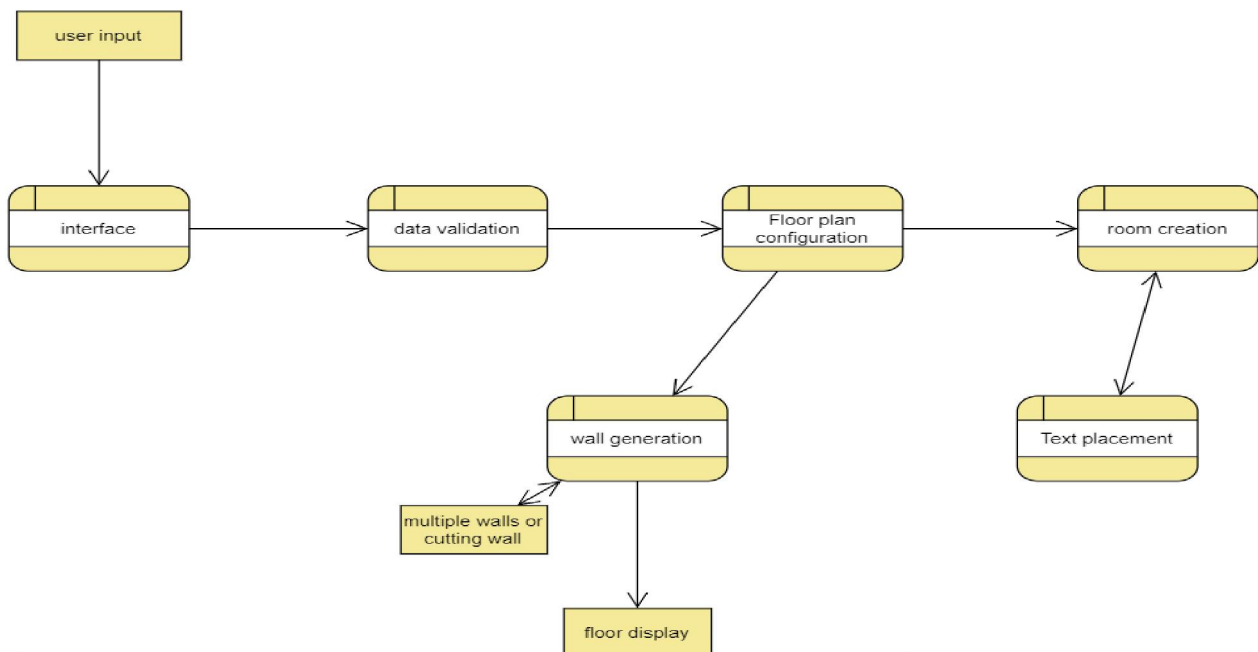 user input
interface
data validation
Floor plan
configuration
room creation
wall generation
Text placement
multiple walls or
cutting wall
floor display